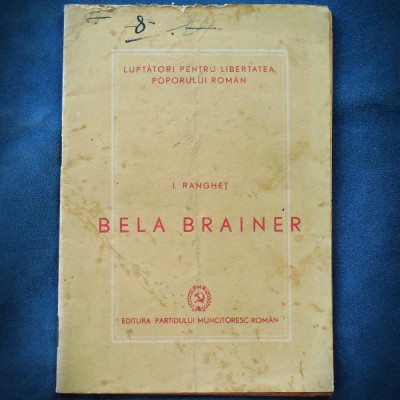 8
LUPTĂTORI PENTRU LIBERTATEA
POPORULUI ROMÂN
I. RANGHEȚ
BELA BRAINER
EDITURA PARTIDULUI MUNCITORESC ROMÂN